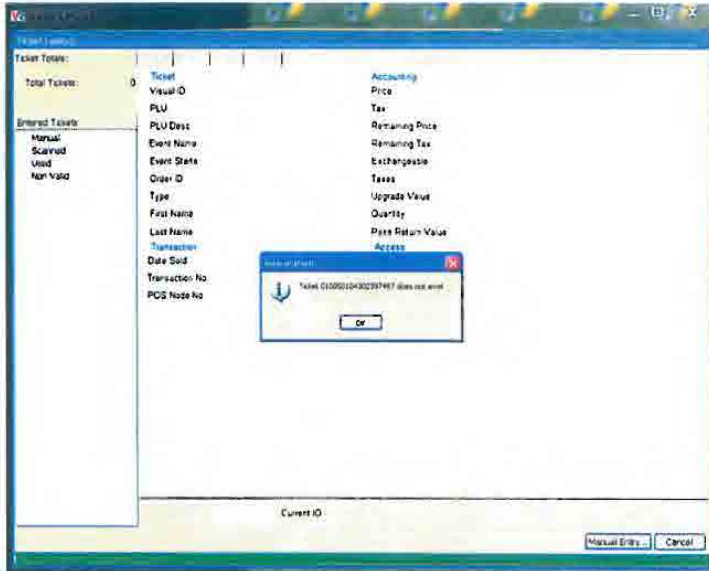 Ticket Totals:
Total Tickets: 0
Entered Tickets
Manual
Scanned
Used
Non Valid
Ticket
Visual ID
PLU
PLU Desc
Event Name
Event Starts
Order ID
Type
First Name
Last Name
Transaction
Date Sold
Transaction No
POS Node No
Accounting
Price
Tax
Remaining Price
Remaining Tax
Exchangeable
Taxes
Upgrade Value
Quantity
Pass Return Value
Access
does not exist
OK
Current ID
Manual Entry...
Cancel